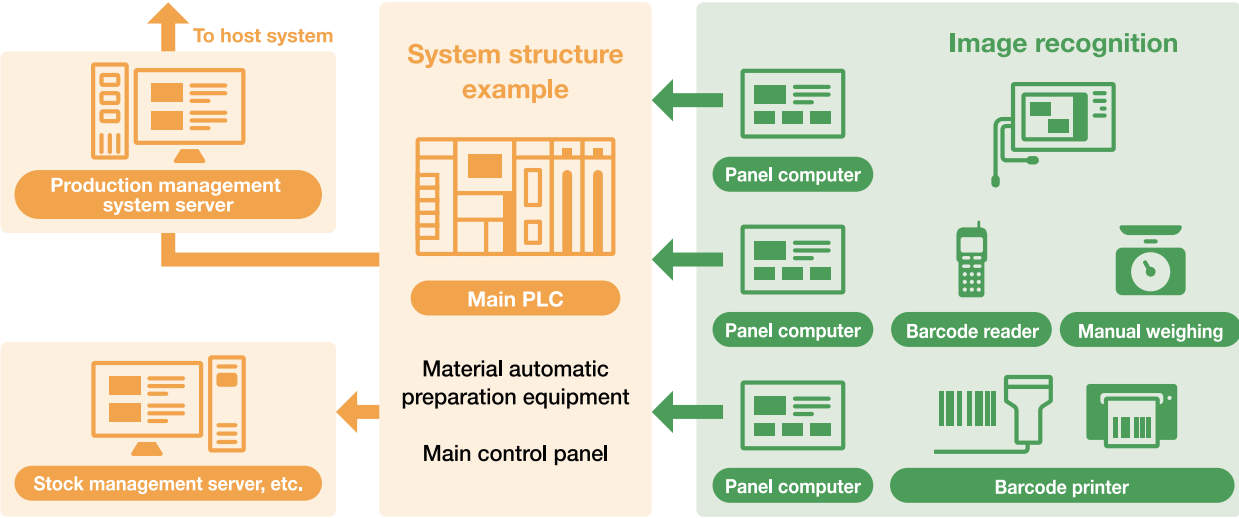 To host system
Production management
system server
Stock management server, etc.
System structure
example
Main PLC
Material automatic
preparation equipment
Main control panel
Image recognition
Panel computer
Panel computer
Barcode reader
Manual weighing
Panel computer
Barcode printer